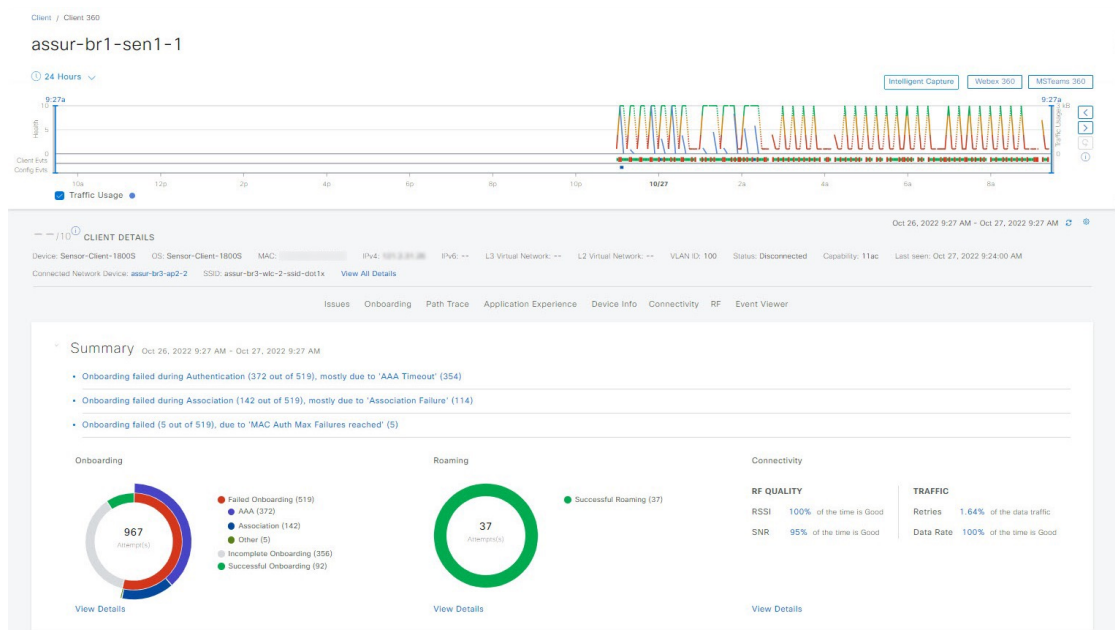 Client / Client 360
assur-br1-sen1-1
24 Hours
Intelligent Capture Webex 360 MSTeams 360
9:27a 9:27a
10 kB
Health 5 Traffic Usage
0 0
Client Evts
Config Evts
10a 12p 2p 4p 6p 8p 10p 10/27 2a 4a 6a 8a
Traffic Usage
Oct 26, 2022 9:27 AM - Oct 27, 2022 9:27 AM
--/10 CLIENT DETAILS
Device: Sensor-Client-1800S OS: Sensor-Client-1800S MAC: IPv4: IPv6: -- L3 Virtual Network: -- L2 Virtual Network: -- VLAN ID: 100 Status: Disconnected Capability: 11ac Last seen: Oct 27, 2022 9:24:00 AM
Connected Network Device: assur-br3-ap2-2 SSID: assur-br3-wlc-2-ssid-dot1x View All Details
Issues Onboarding Path Trace Application Experience Device Info Connectivity RF Event Viewer
Summary Oct 26, 2022 9:27 AM - Oct 27, 2022 9:27 AM
• Onboarding failed during Authentication (372 out of 519), mostly due to 'AAA Timeout' (354)
• Onboarding failed during Association (142 out of 519), mostly due to 'Association Failure' (114)
• Onboarding failed (5 out of 519), due to 'MAC Auth Max Failures reached' (5)
Onboarding
967
Attempt(s)
Failed Onboarding (519)
AAA (372)
Association (142)
Other (5)
Incomplete Onboarding (356)
Successful Onboarding (92)
View Details
Roaming
37
Attempt(s)
Successful Roaming (37)
View Details
Connectivity
RF QUALITY
RSSI 100% of the time is Good
SNR 95% of the time is Good
TRAFFIC
Retries 1.64% of the data traffic
Data Rate 100% of the time is Good
View Details